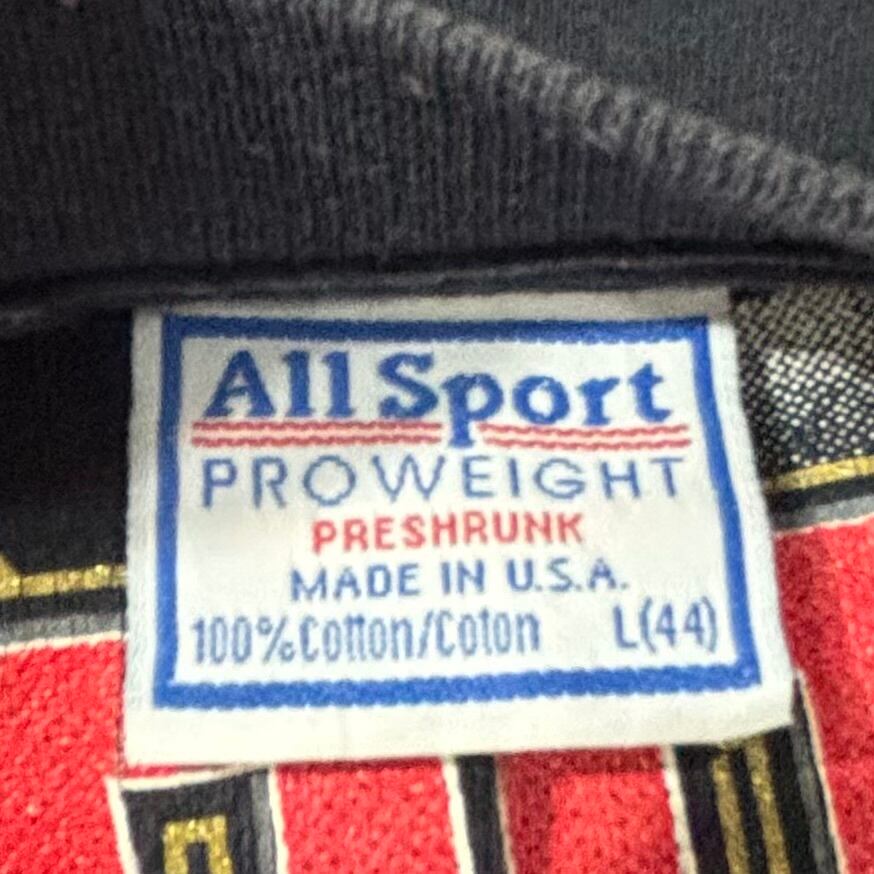 All Sport
PROWEIGHT
PRESHRUNK
MADE IN U.S.A.
100% Cotton/Coton L(44)